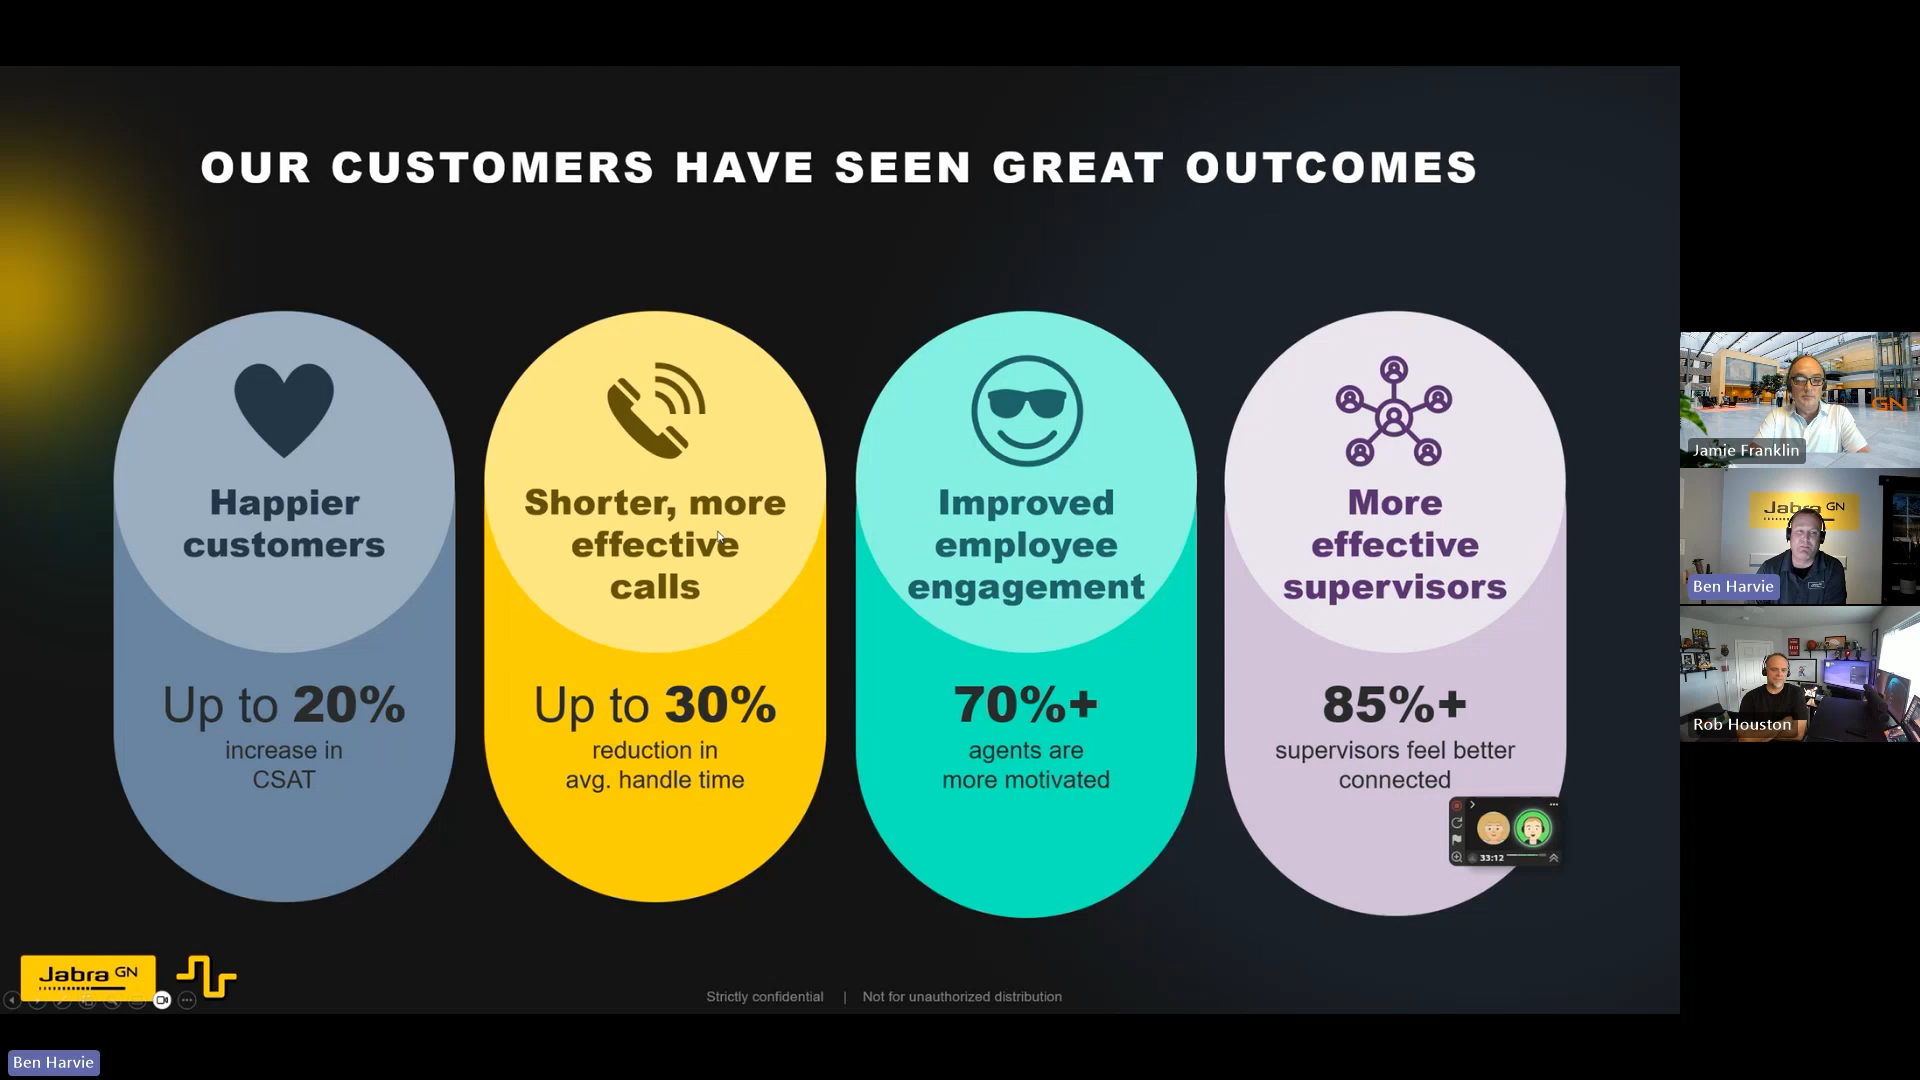 OUR CUSTOMERS HAVE SEEN GREAT OUTCOMES
Happier
customers
Up to 20%
increase in
CSAT
Shorter, more
effective
calls
Up to 30%
reduction in
avg. handle time
Improved
employee
engagement
70%+
agents are
more motivated
More
effective
supervisors
85%+
supervisors feel better
connected
33:12
Jabra GN
Strictly confidential | Not for unauthorized distribution
Ben Harvie
GN
Jamie Franklin
Jabra GN
Ben Harvie
Rob Houston